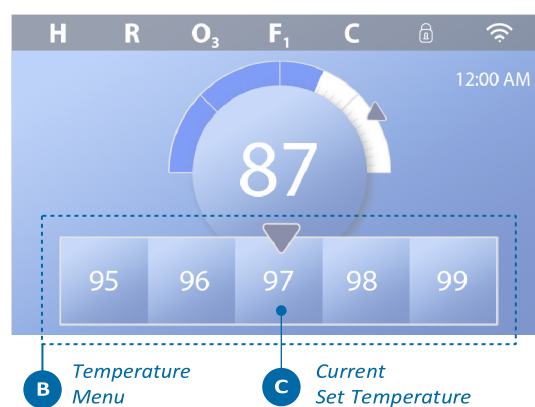 H R O₃ F₁ C
12:00 AM
87
95 96 97 98 99
B Temperature Menu
C Current Set Temperature